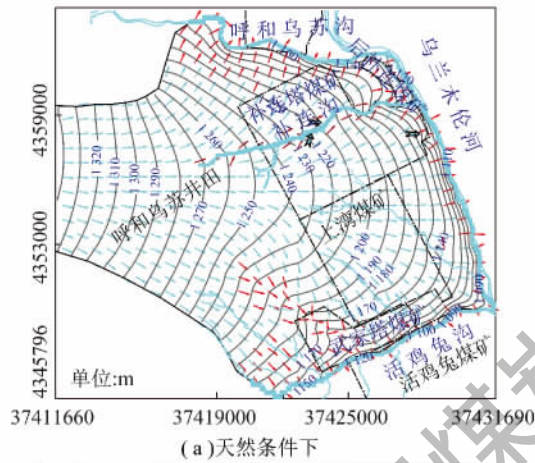 呼和乌苏沟
乌兰木伦河
补连塔煤矿
补连沟
4359000
4353000
4345796
1 320
1 310
1 300
1 290
1 270
1 260
1 250
1 240
230
220
呼和乌苏井田
上湾煤矿
1 200
1 190
1 180
170
活鸡兔沟
活鸡兔煤矿
单位:m
37411660
37419000
37425000
37431690
(a)天然条件下